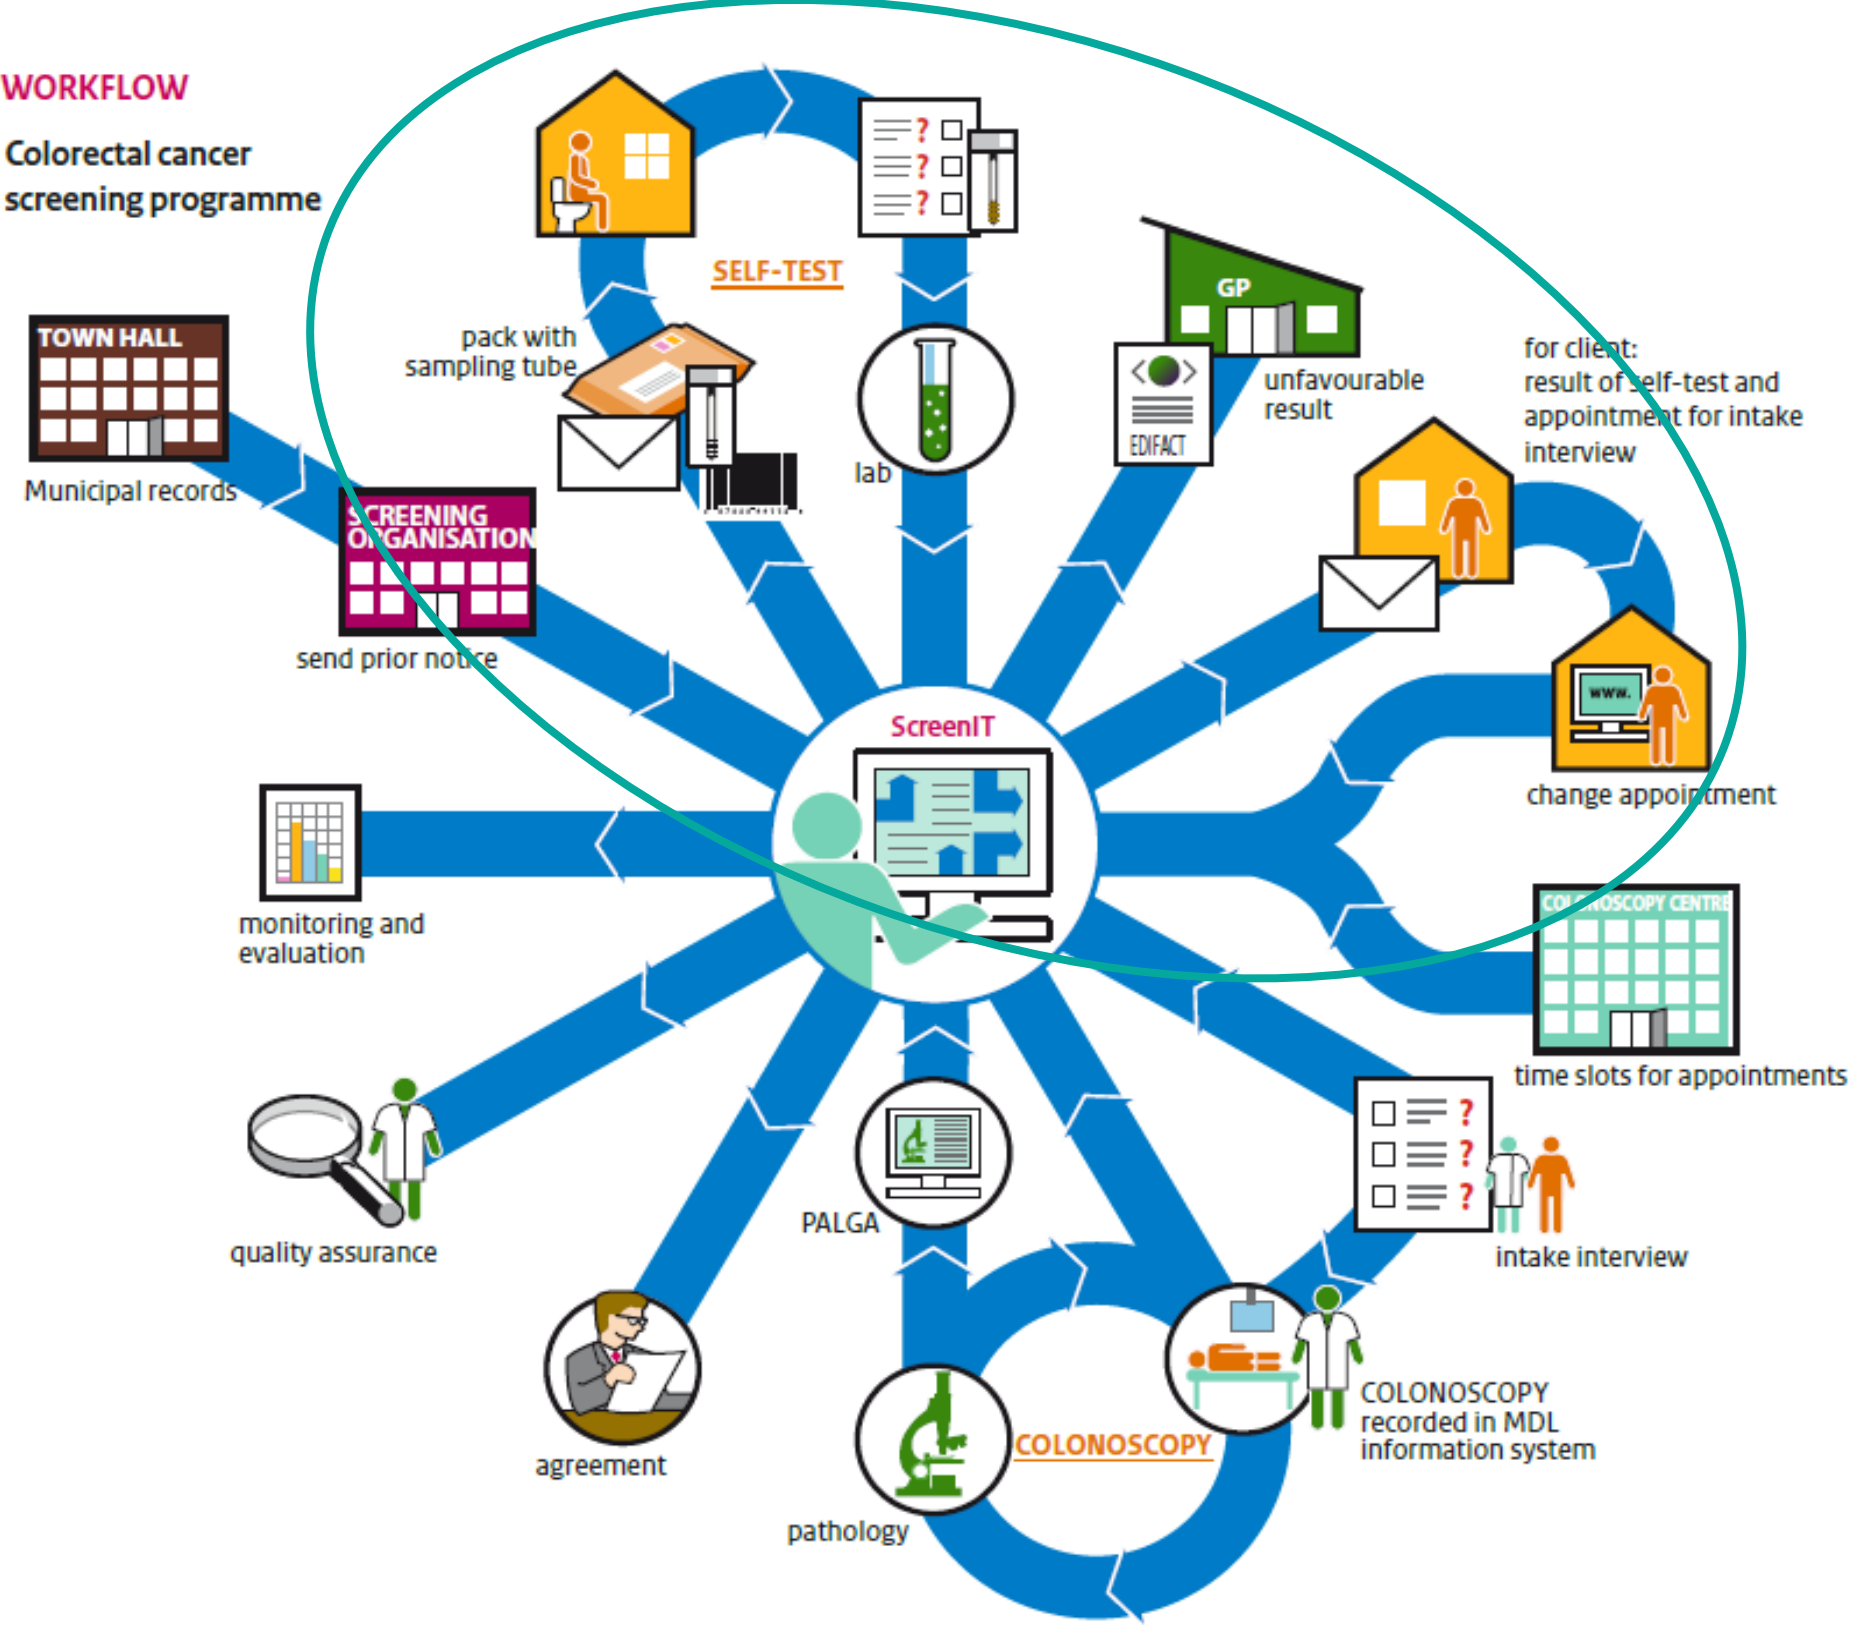 WORKFLOW
Colorectal cancer
screening programme
TOWN HALL
Municipal records
SCREENING
ORGANISATION
send prior notice
pack with
sampling tube
SELF-TEST
? 
?
?
lab
GP
EDIFACT
unfavourable
result
for client:
result of self-test and
appointment for intake
interview
www.
change appointment
COLONOSCOPY CENTRE
time slots for appointments
ScreenIT
monitoring and
evaluation
quality assurance
agreement
PALGA
pathology
COLONOSCOPY
?
?
?
intake interview
COLONOSCOPY
recorded in MDL
information system